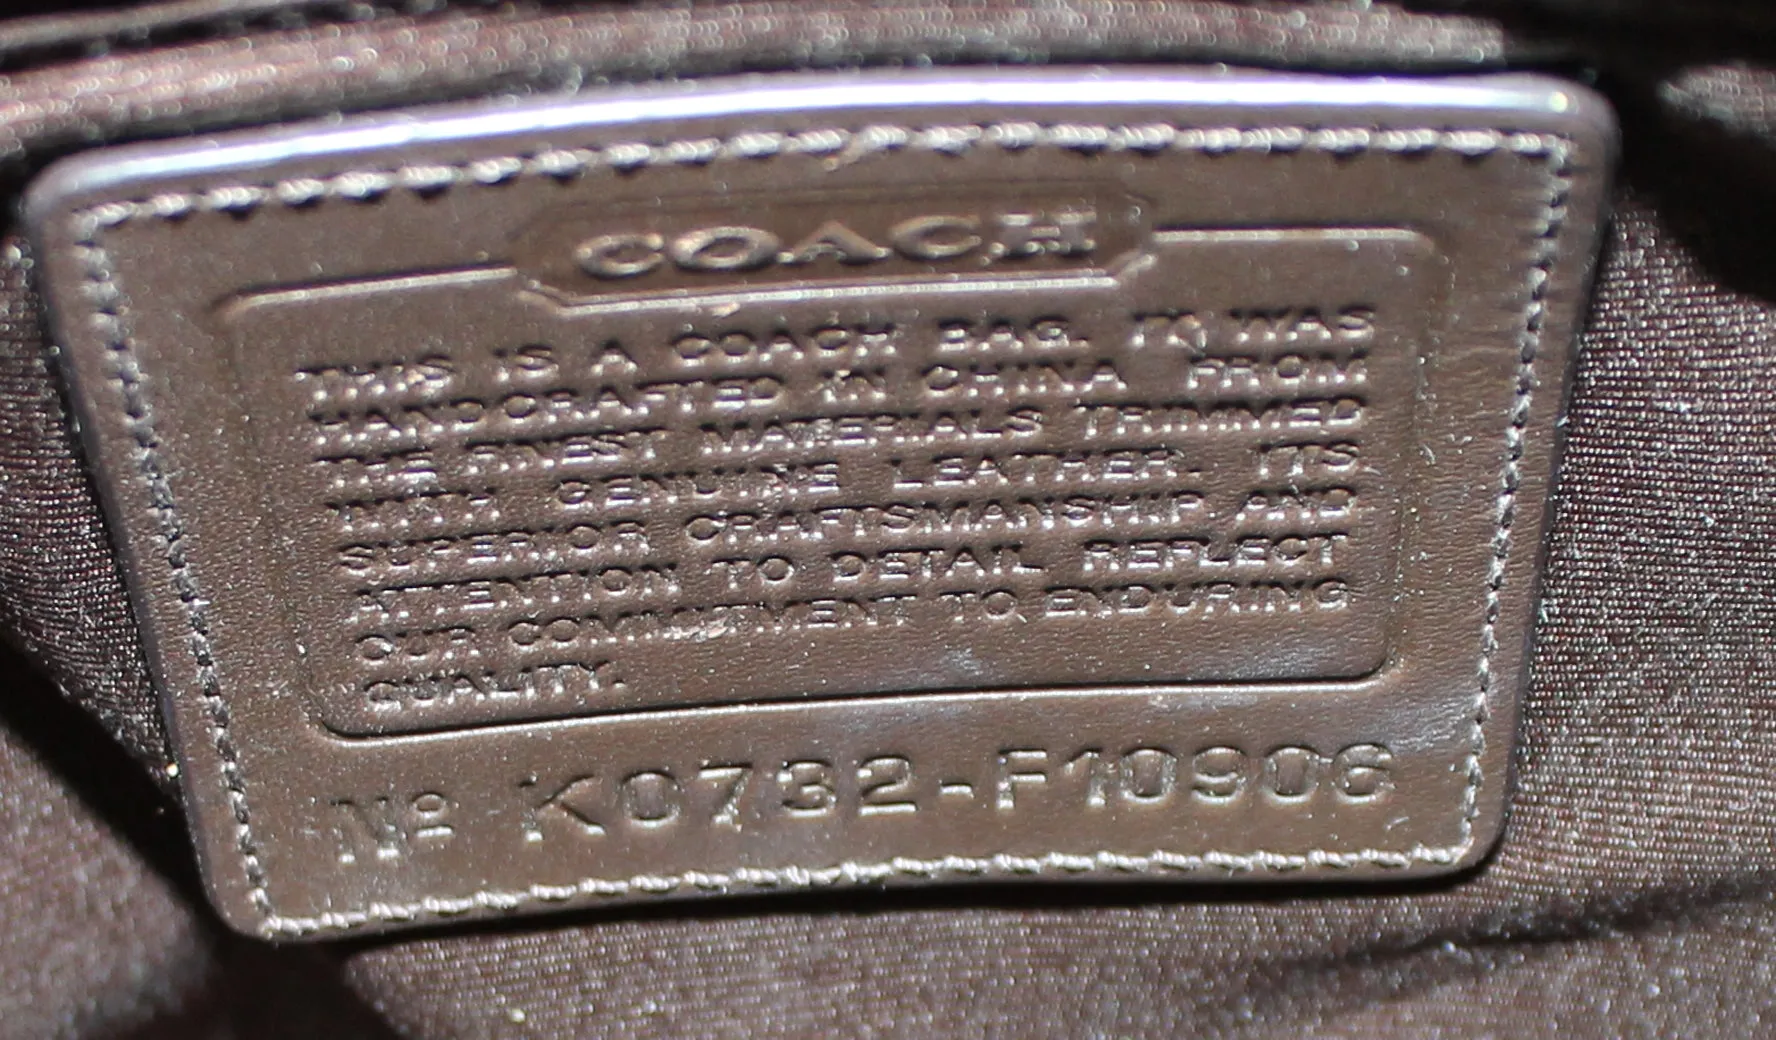 COACH
THIS IS A COACH BAG. IT WAS
HANDCRAFTED IN CHINA FROM
THE FINEST MATERIALS TRIMMED
WITH GENUINE LEATHER. ITS
SUPERIOR CRAFTSMANSHIP AND
ATTENTION TO DETAIL REFLECT
OUR COMMITMENT TO ENDURING
QUALITY.
Nº K0732-F10906